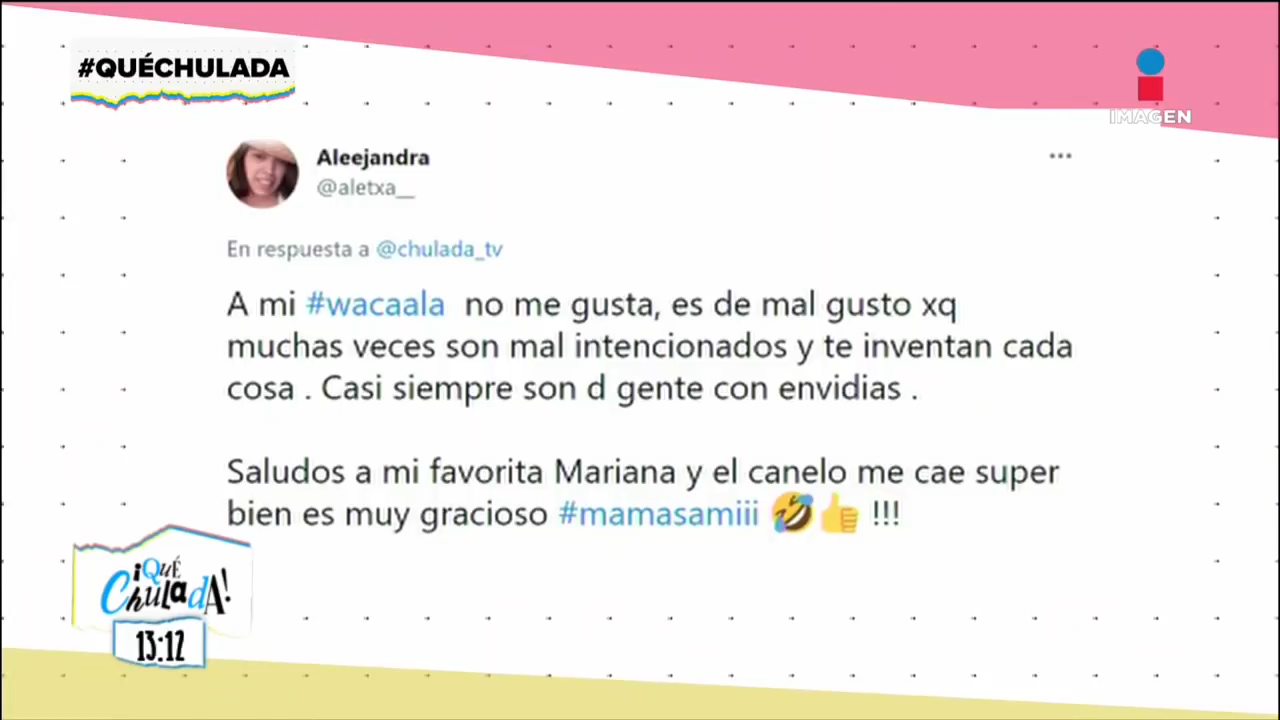 #QUÉCHULADA
IMAGEN
Aleejandra
@aletxa__
En respuesta a @chulada_tv
A mi #wacaala no me gusta, es de mal gusto xq
muchas veces son mal intencionados y te inventan cada
cosa . Casi siempre son d gente con envidias .
Saludos a mi favorita Mariana y el canelo me cae super
bien es muy gracioso #mamasamiii 🤣👍 !!!
¡QuÉ
ChuladA!
13:12